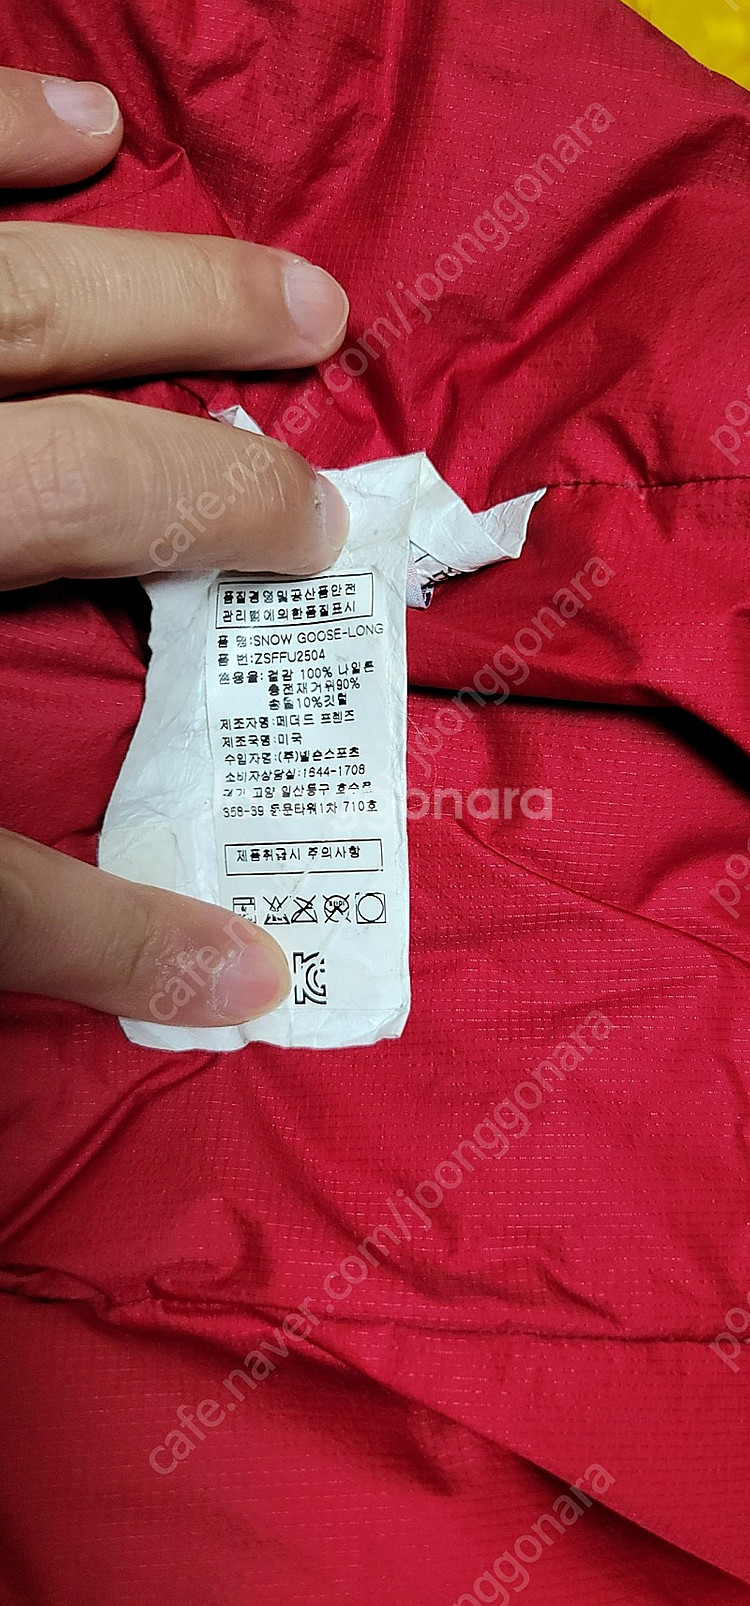 품질경영및공산품안전
관리법에의한품질표시
품 명:SNOW GOOSE-LONG
품 번:ZSFFU2504
혼용율:겉감 100% 나일론
충전재거위90%
솜털10%깃털
제조자명:페더드 프렌즈
제조국명:미국
수입자명:(주)넬슨스포츠
소비자상담실:1644-1708
경기 고양 일산동구 호수로
358-39 동문타워1차 710호
제품취급시 주의사항
cafe.naver.com/joonggonara
cafe.naver.com/joonggonara
cafe.naver.com/joonggonara
joonggonara